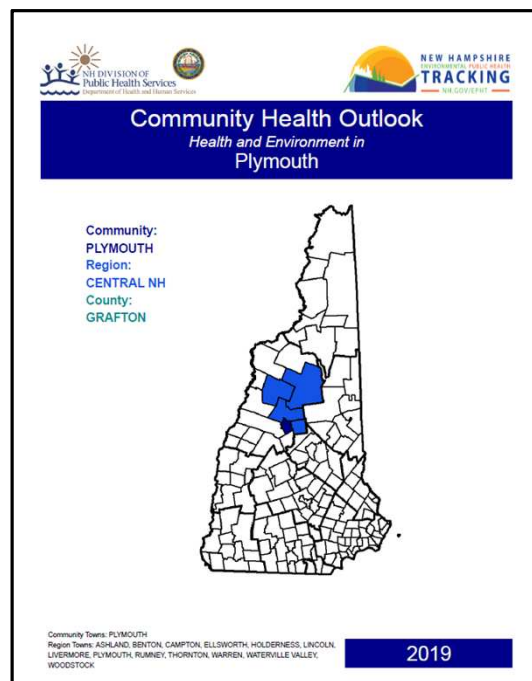 NH DIVISION OF
Public Health Services
Department of Health and Human Services
NEW HAMPSHIRE
ENVIRONMENTAL PUBLIC HEALTH
TRACKING
NH.GOV/EPHT
Community Health Outlook
Health and Environment in
Plymouth
Community:
PLYMOUTH
Region:
CENTRAL NH
County:
GRAFTON
Community Towns: PLYMOUTH
Region Towns: ASHLAND, BENTON, CAMPTON, ELLSWORTH, HOLDERNESS, LINCOLN,
LIVERMORE, PLYMOUTH, RUMNEY, THORNTON, WARREN, WATERVILLE VALLEY,
WOODSTOCK
2019